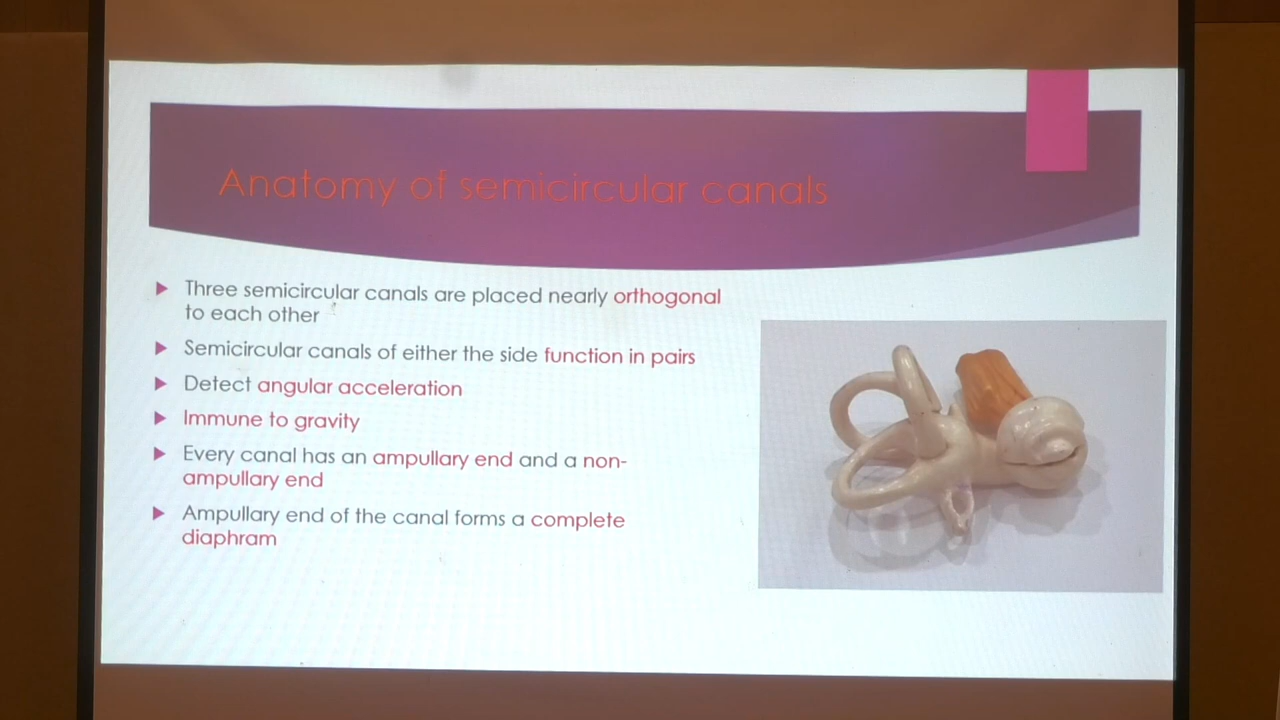 Anatomy of semicircular canals
Three semicircular canals are placed nearly orthogonal
to each other
Semicircular canals of either the side function in pairs
Detect angular acceleration
Immune to gravity
Every canal has an ampullary end and a non-
ampullary end
Ampullary end of the canal forms a complete
diaphram